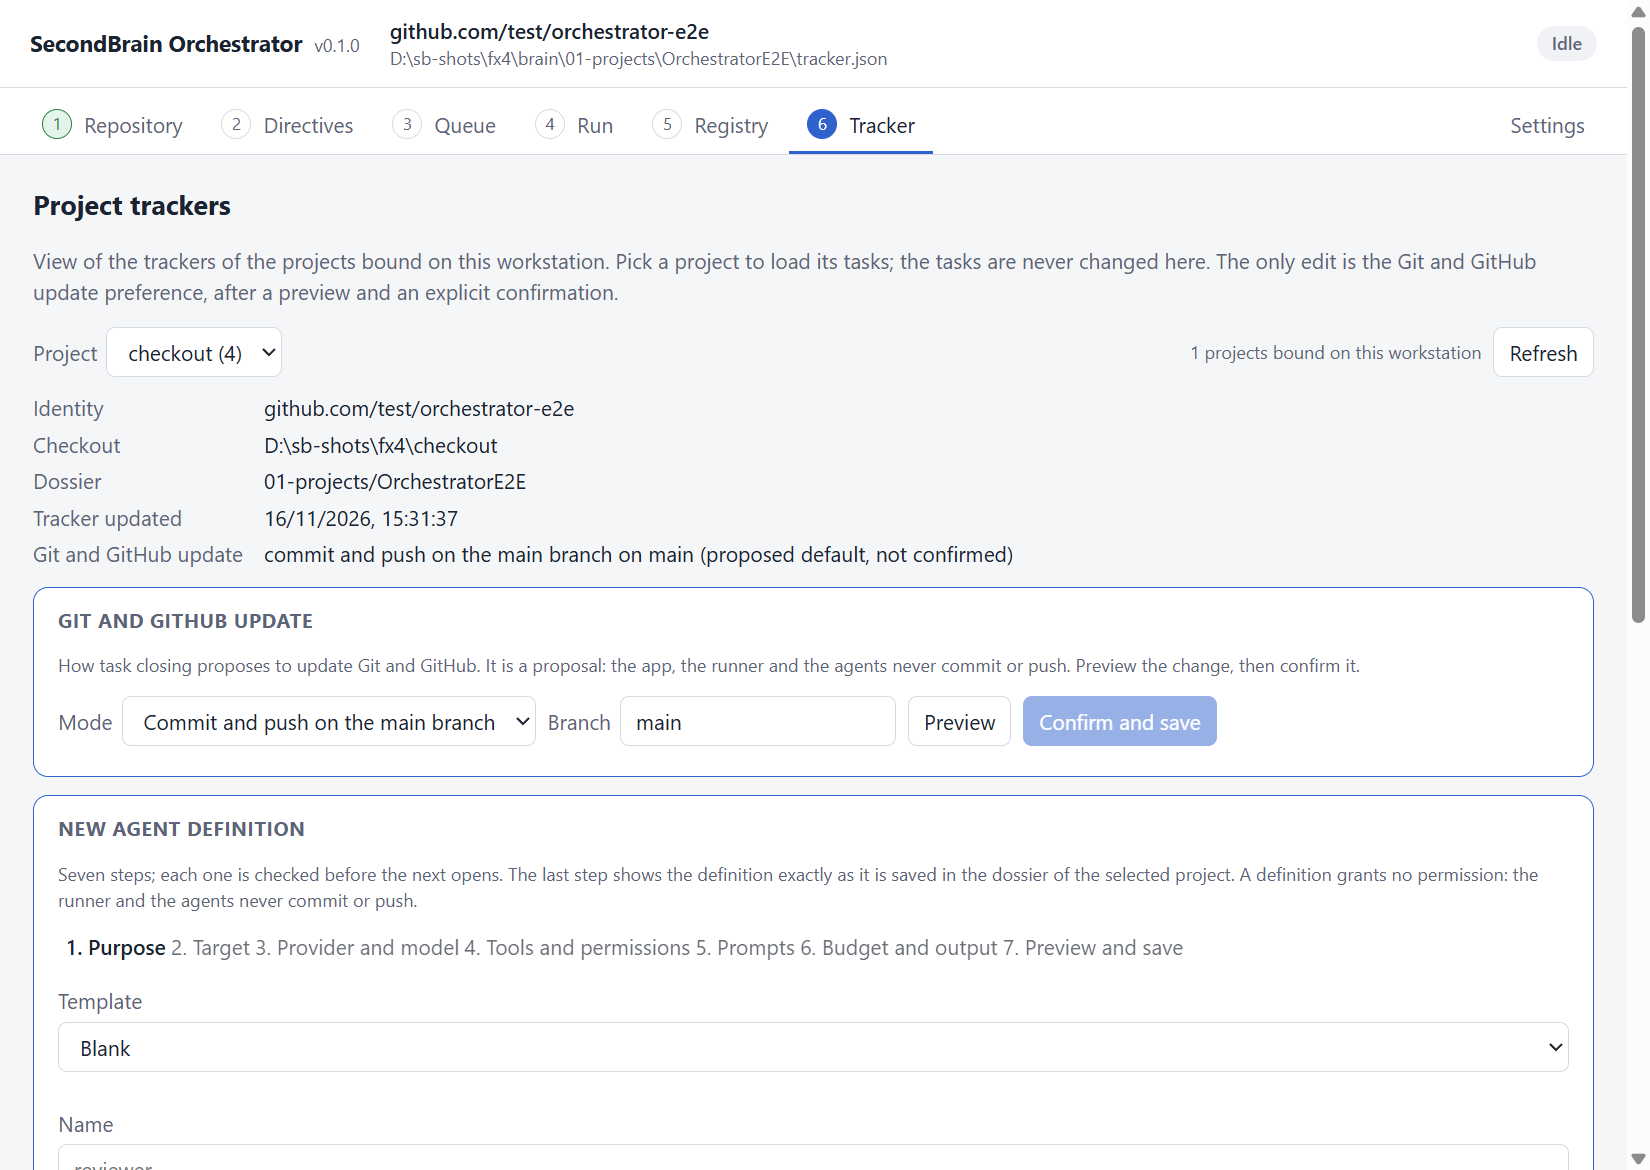 SecondBrain Orchestrator v0.1.0
github.com/test/orchestrator-e2e
D:\sb-shots\fx4\brain\01-projects\OrchestratorE2E\tracker.json
Idle
1 Repository
2 Directives
3 Queue
4 Run
5 Registry
6 Tracker
Settings
Project trackers
View of the trackers of the projects bound on this workstation. Pick a project to load its tasks; the tasks are never changed here. The only edit is the Git and GitHub
update preference, after a preview and an explicit confirmation.
Project checkout (4)
1 projects bound on this workstation Refresh
Identity github.com/test/orchestrator-e2e
Checkout D:\sb-shots\fx4\checkout
Dossier 01-projects/OrchestratorE2E
Tracker updated 16/11/2026, 15:31:37
Git and GitHub update commit and push on the main branch on main (proposed default, not confirmed)
GIT AND GITHUB UPDATE
How task closing proposes to update Git and GitHub. It is a proposal: the app, the runner and the agents never commit or push. Preview the change, then confirm it.
Mode Commit and push on the main branch Branch main Preview Confirm and save
NEW AGENT DEFINITION
Seven steps; each one is checked before the next opens. The last step shows the definition exactly as it is saved in the dossier of the selected project. A definition grants no permission: the
runner and the agents never commit or push.
1. Purpose 2. Target 3. Provider and model 4. Tools and permissions 5. Prompts 6. Budget and output 7. Preview and save
Template
Blank
Name
reviewer